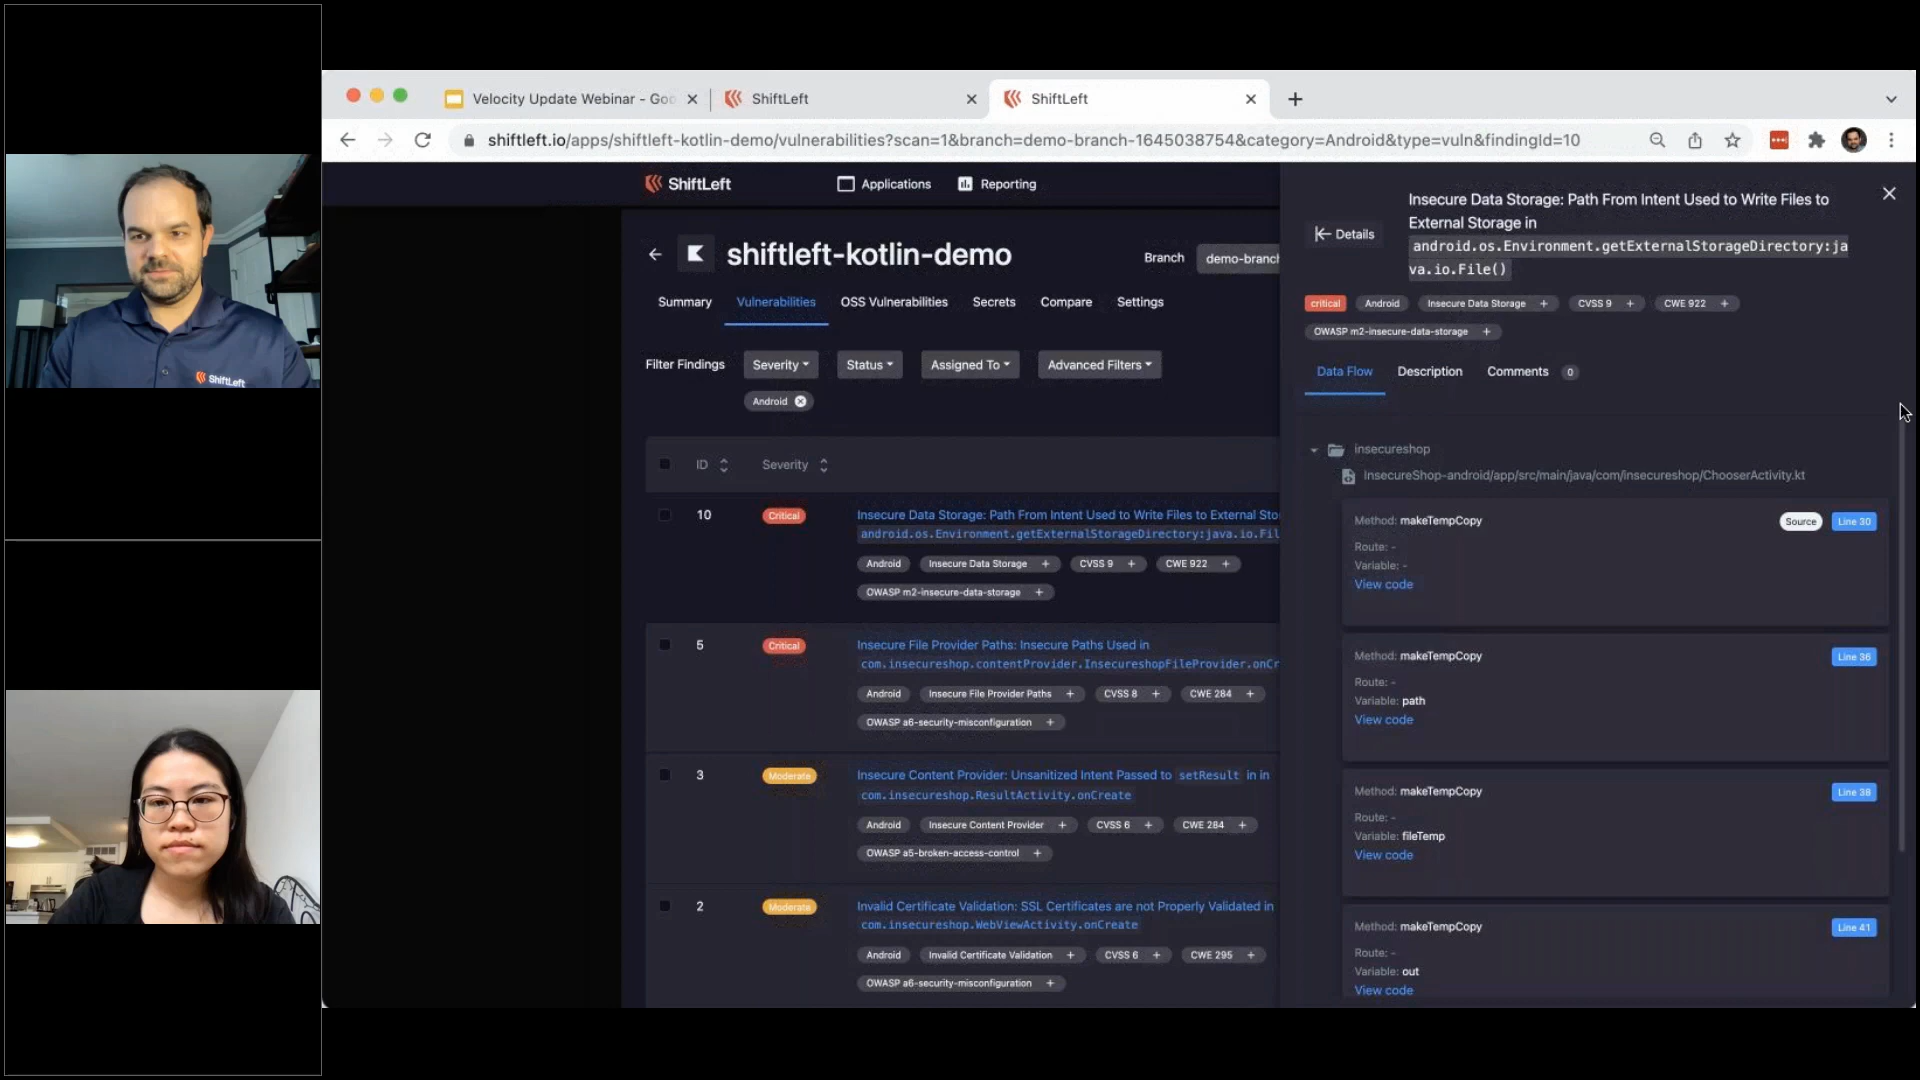 Velocity Update Webinar - Goo
ShiftLeft
ShiftLeft
shiftleft.io/apps/shiftleft-kotlin-demo/vulnerabilities?scan=1&branch=demo-branch-1645038754&category=Android&type=vuln&findingId=10
ShiftLeft
Applications
Reporting
shiftleft-kotlin-demo
Branch
demo-branch
Summary
Vulnerabilities
OSS Vulnerabilities
Secrets
Compare
Settings
Filter Findings
Severity
Status
Assigned To
Advanced Filters
Android
ID
Severity
10
Critical
Insecure Data Storage: Path From Intent Used to Write Files to External Sto
android.os.Environment.getExternalStorageDirectory:java.io.Fil
Android
Insecure Data Storage +
CVSS 9 +
CWE 922 +
OWASP m2-insecure-data-storage +
5
Critical
Insecure File Provider Paths: Insecure Paths Used in
com.insecureshop.contentProvider.InsecureshopFileProvider.onCr
Android
Insecure File Provider Paths +
CVSS 8 +
CWE 284 +
OWASP a6-security-misconfiguration +
3
Moderate
Insecure Content Provider: Unsanitized Intent Passed to setResult in in
com.insecureshop.ResultActivity.onCreate
Android
Insecure Content Provider +
CVSS 6 +
CWE 284 +
OWASP a5-broken-access-control +
2
Moderate
Invalid Certificate Validation: SSL Certificates are not Properly Validated in
com.insecureshop.WebViewActivity.onCreate
Android
Invalid Certificate Validation +
CVSS 6 +
CWE 295 +
OWASP a6-security-misconfiguration +
Details
Insecure Data Storage: Path From Intent Used to Write Files to
External Storage in
android.os.Environment.getExternalStorageDirectory:ja
va.io.File()
critical
Android
Insecure Data Storage +
CVSS 9 +
CWE 922 +
OWASP m2-insecure-data-storage +
Data Flow
Description
Comments 0
insecureshop
InsecureShop-android/app/src/main/java/com/insecureshop/ChooserActivity.kt
Method: makeTempCopy
Source
Line 30
Route: -
Variable: -
View code
Method: makeTempCopy
Line 36
Route: -
Variable: path
View code
Method: makeTempCopy
Line 38
Route: -
Variable: fileTemp
View code
Method: makeTempCopy
Line 41
Route: -
Variable: out
View code
ShiftLeft